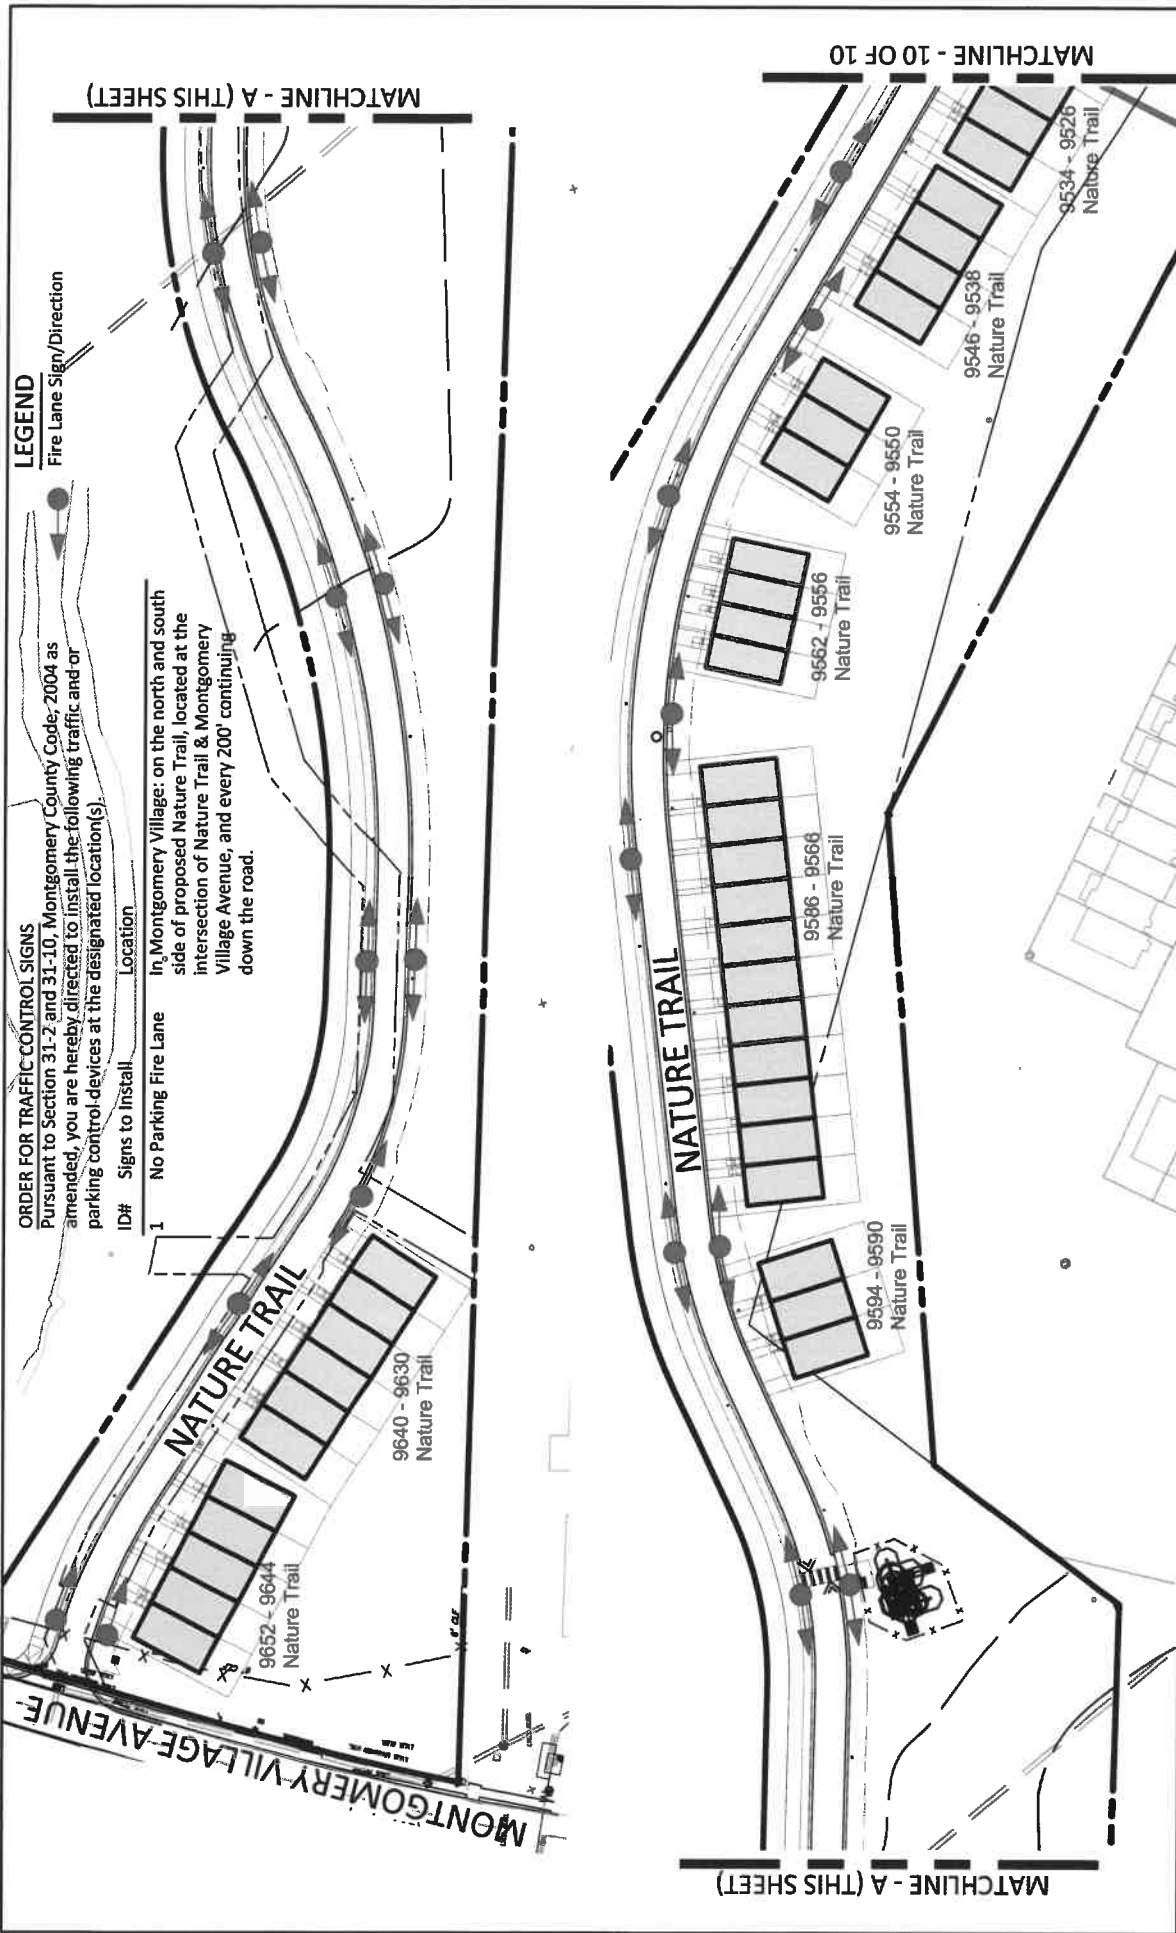 ORDER FOR TRAFFIC CONTROL SIGNS
Pursuant to Section 31-2 and 31-10, Montgomery County Code, 2004 as
amended, you are hereby directed to install the following traffic and or
parking control devices at the designated location(s).
ID# Signs to Install Location
1 No Parking Fire Lane In Montgomery Village: on the north and south
side of proposed Nature Trail, located at the
intersection of Nature Trail & Montgomery
Village Avenue, and every 200' continuing
down the road.
LEGEND
Fire Lane Sign/Direction
MATCHLINE - A (THIS SHEET)
MONTGOMERY VILLAGE AVENUE
NATURE TRAIL
9652 - 9644
Nature Trail
9640 - 9630
Nature Trail
6' CLF
MATCHLINE - A (THIS SHEET)
NATURE TRAIL
9594 - 9590
Nature Trail
9586 - 9566
Nature Trail
9562 - 9556
Nature Trail
9554 - 9550
Nature Trail
9546 - 9538
Nature Trail
9534 - 9526
Nature Trail
MATCHLINE - 10 OF 10